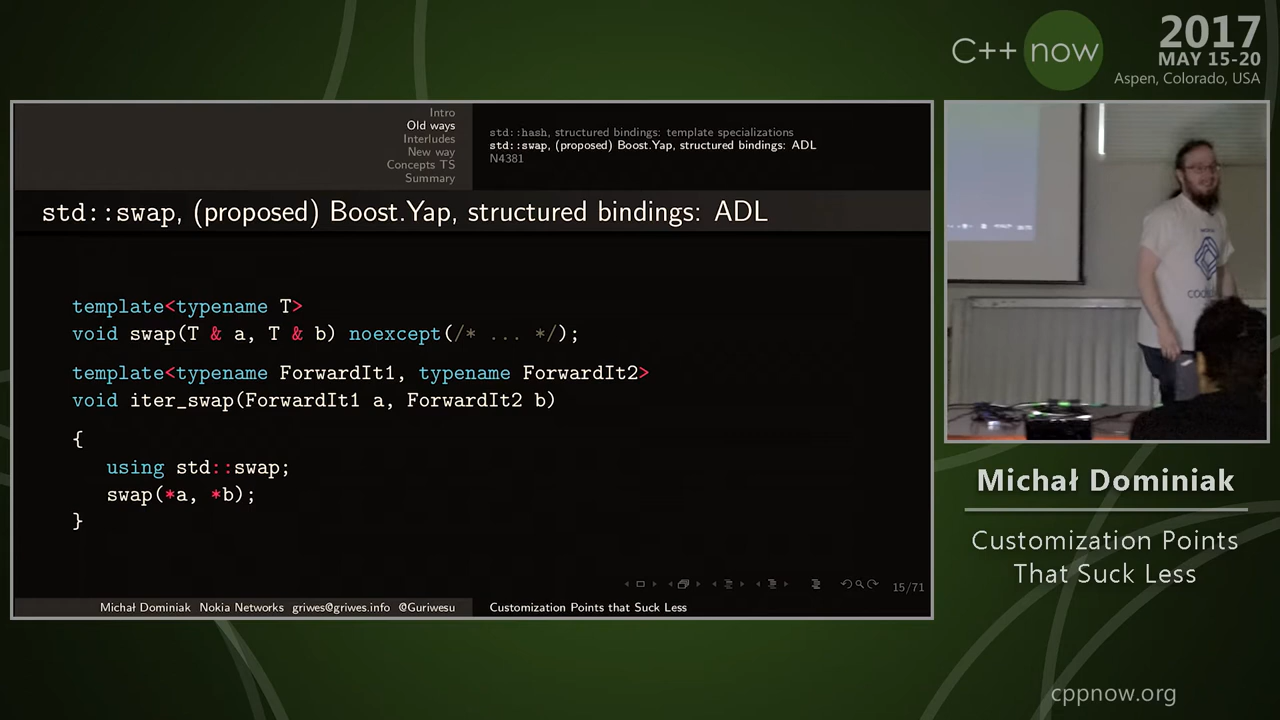 C++ now
2017
MAY 15-20
Aspen, Colorado, USA
Intro
Old ways
Interludes
New way
Concepts TS
Summary
std::hash, structured bindings: template specializations
std::swap, (proposed) Boost.Yap, structured bindings: ADL
N4381
std::swap, (proposed) Boost.Yap, structured bindings: ADL
template<typename T>
void swap(T & a, T & b) noexcept(/* ... */);
template<typename ForwardIt1, typename ForwardIt2>
void iter_swap(ForwardIt1 a, ForwardIt2 b)
{
using std::swap;
swap(*a, *b);
}
15/71
Michał Dominiak Nokia Networks griwes@griwes.info @Guriwesu
Customization Points that Suck Less
Michał Dominiak
Customization Points
That Suck Less
cppnow.org